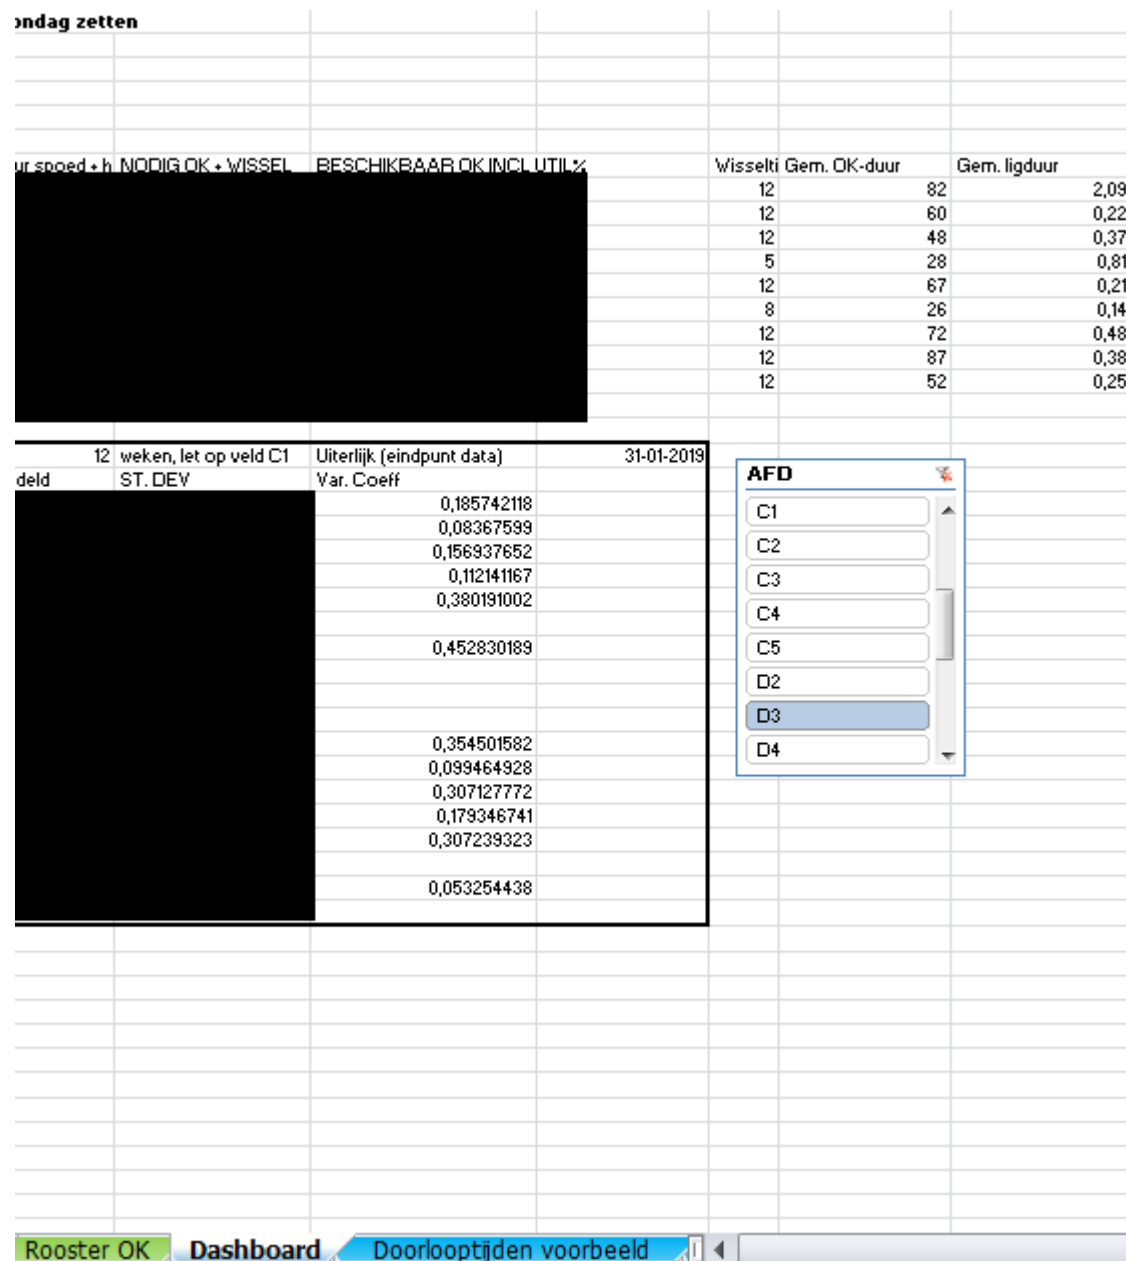 ondag zetten
ur spoed + h NODIG OK + WISSEL BESCHIKBAAR OK INCL UTIL% Wisselti Gem. OK-duur Gem. ligduur
12 82 2,09
12 60 0,22
12 48 0,37
5 28 0,81
12 67 0,21
8 26 0,14
12 72 0,48
12 87 0,38
12 52 0,25
12 weken, let op veld C1 Uiterlijk (eindpunt data) 31-01-2019
deld ST. DEV Var. Coeff
0,185742118
0,08367599
0,156937652
0,112141167
0,380191002
0,452830189
0,354501582
0,099464928
0,307127772
0,179346741
0,307239323
0,053254438
AFD
C1
C2
C3
C4
C5
D2
D3
D4
Rooster OK Dashboard Doorlooptijden voorbeeld